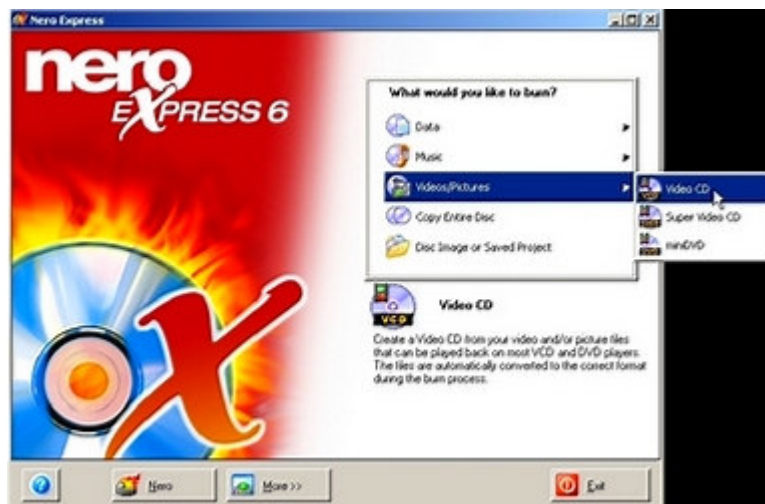 Nero Express
nero
EXPRESS 6
What would you like to burn?
Data
Music
Videos/Pictures
Video CD
Super Video CD
miniDVD
Copy Entire Disc
Disc Image or Saved Project
VCD
Video CD
Create a Video CD from your video and/or picture files
that can be played back on most VCD and DVD players.
The files are automatically converted to the correct format
during the burn process.
Nero
More >>
Exit